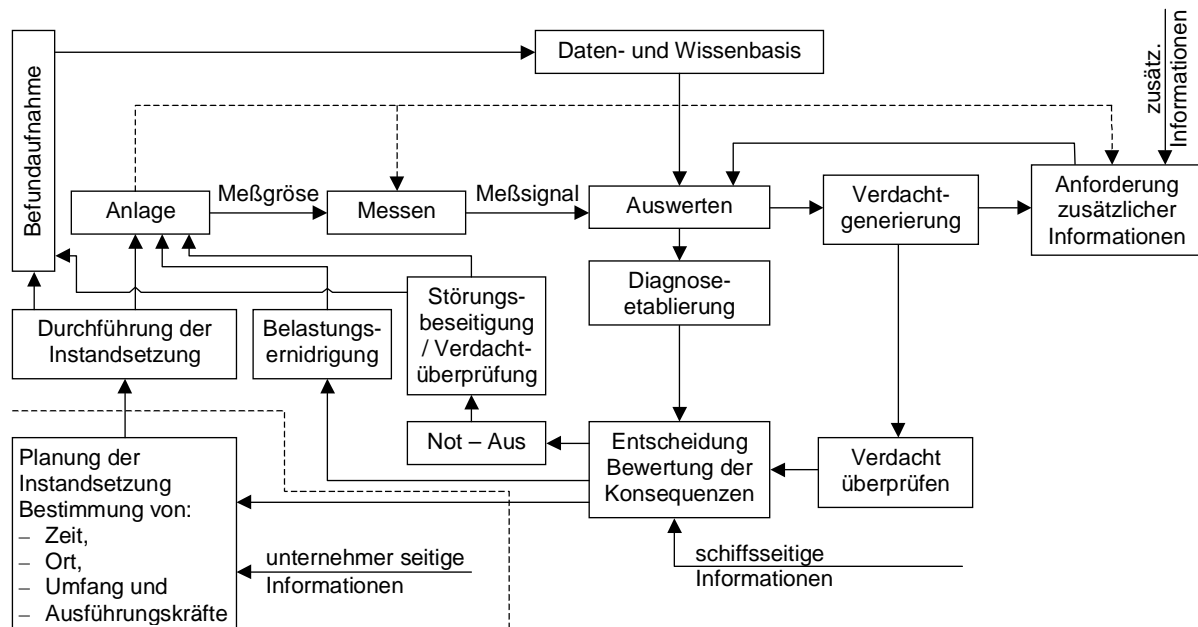 Befundaufnahme
Daten- und Wissenbasis
zusätz.
Informationen
Anlage
Meßgröse
Messen
Meßsignal
Auswerten
Verdacht-
generierung
Anforderung
zusätzlicher
Informationen
Diagnose-
etablierung
Störungs-
beseitigung
/ Verdacht-
überprüfung
Durchführung der
Instandsetzung
Belastungs-
ernidrigung
Not – Aus
Entscheidung
Bewertung der
Konsequenzen
Verdacht
überprüfen
Planung der
Instandsetzung
Bestimmung von:
– Zeit,
– Ort,
– Umfang und
– Ausführungskräfte
unternehmer seitige
Informationen
schiffsseitige
Informationen